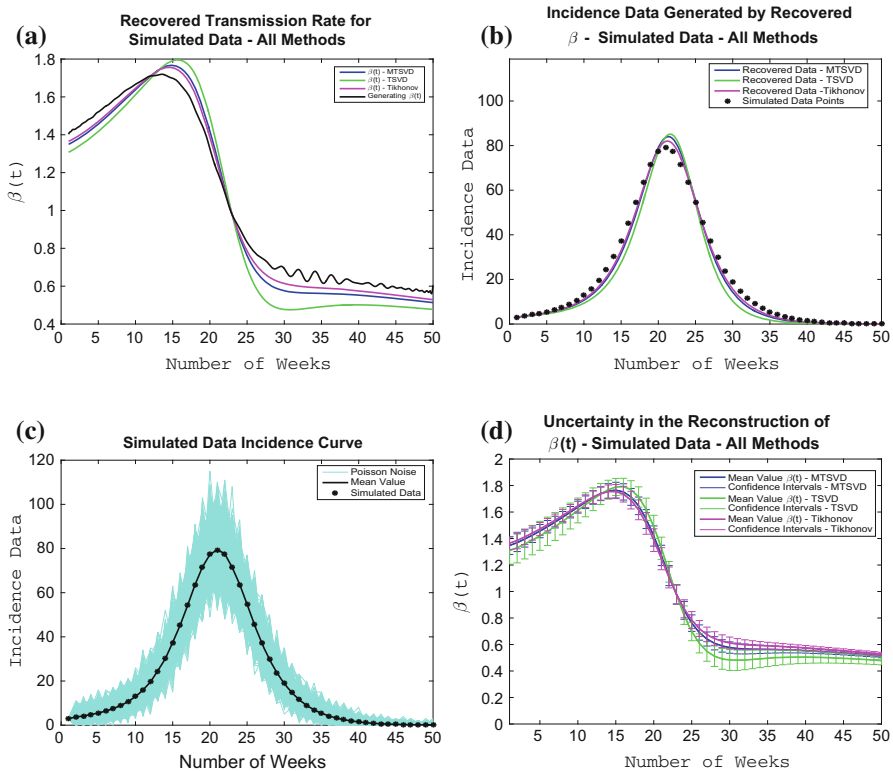 (a)
Recovered Transmission Rate for
Simulated Data - All Methods
β(t) - MTSVD
β(t) - TSVD
β(t) - Tikhonov
Generating β(t)
1.8
1.6
1.4
1.2
1
0.8
0.6
0.4
β(t)
0 5 10 15 20 25 30 35 40 45 50
Number of Weeks
(b)
Incidence Data Generated by Recovered
β - Simulated Data - All Methods
Recovered Data - MTSVD
Recovered Data - TSVD
Recovered Data -Tikhonov
Simulated Data Points
100
80
60
40
20
0
Incidence Data
0 5 10 15 20 25 30 35 40 45 50
Number of Weeks
(c)
Simulated Data Incidence Curve
Poisson Noise
Mean Value
Simulated Data
120
100
80
60
40
20
0
Incidence Data
0 5 10 15 20 25 30 35 40 45 50
Number of Weeks
(d)
Uncertainty in the Reconstruction of
β(t) - Simulated Data - All Methods
Mean Value β(t) - MTSVD
Confidence Intervals - MTSVD
Mean Value β(t) - TSVD
Confidence Intervals - TSVD
Mean Value β(t) - Tikhonov
Confidence Intervals - Tikhonov
2
1.8
1.6
1.4
1.2
1
0.8
0.6
0.4
0.2
0
β(t)
5 10 15 20 25 30 35 40 45 50
Number of Weeks